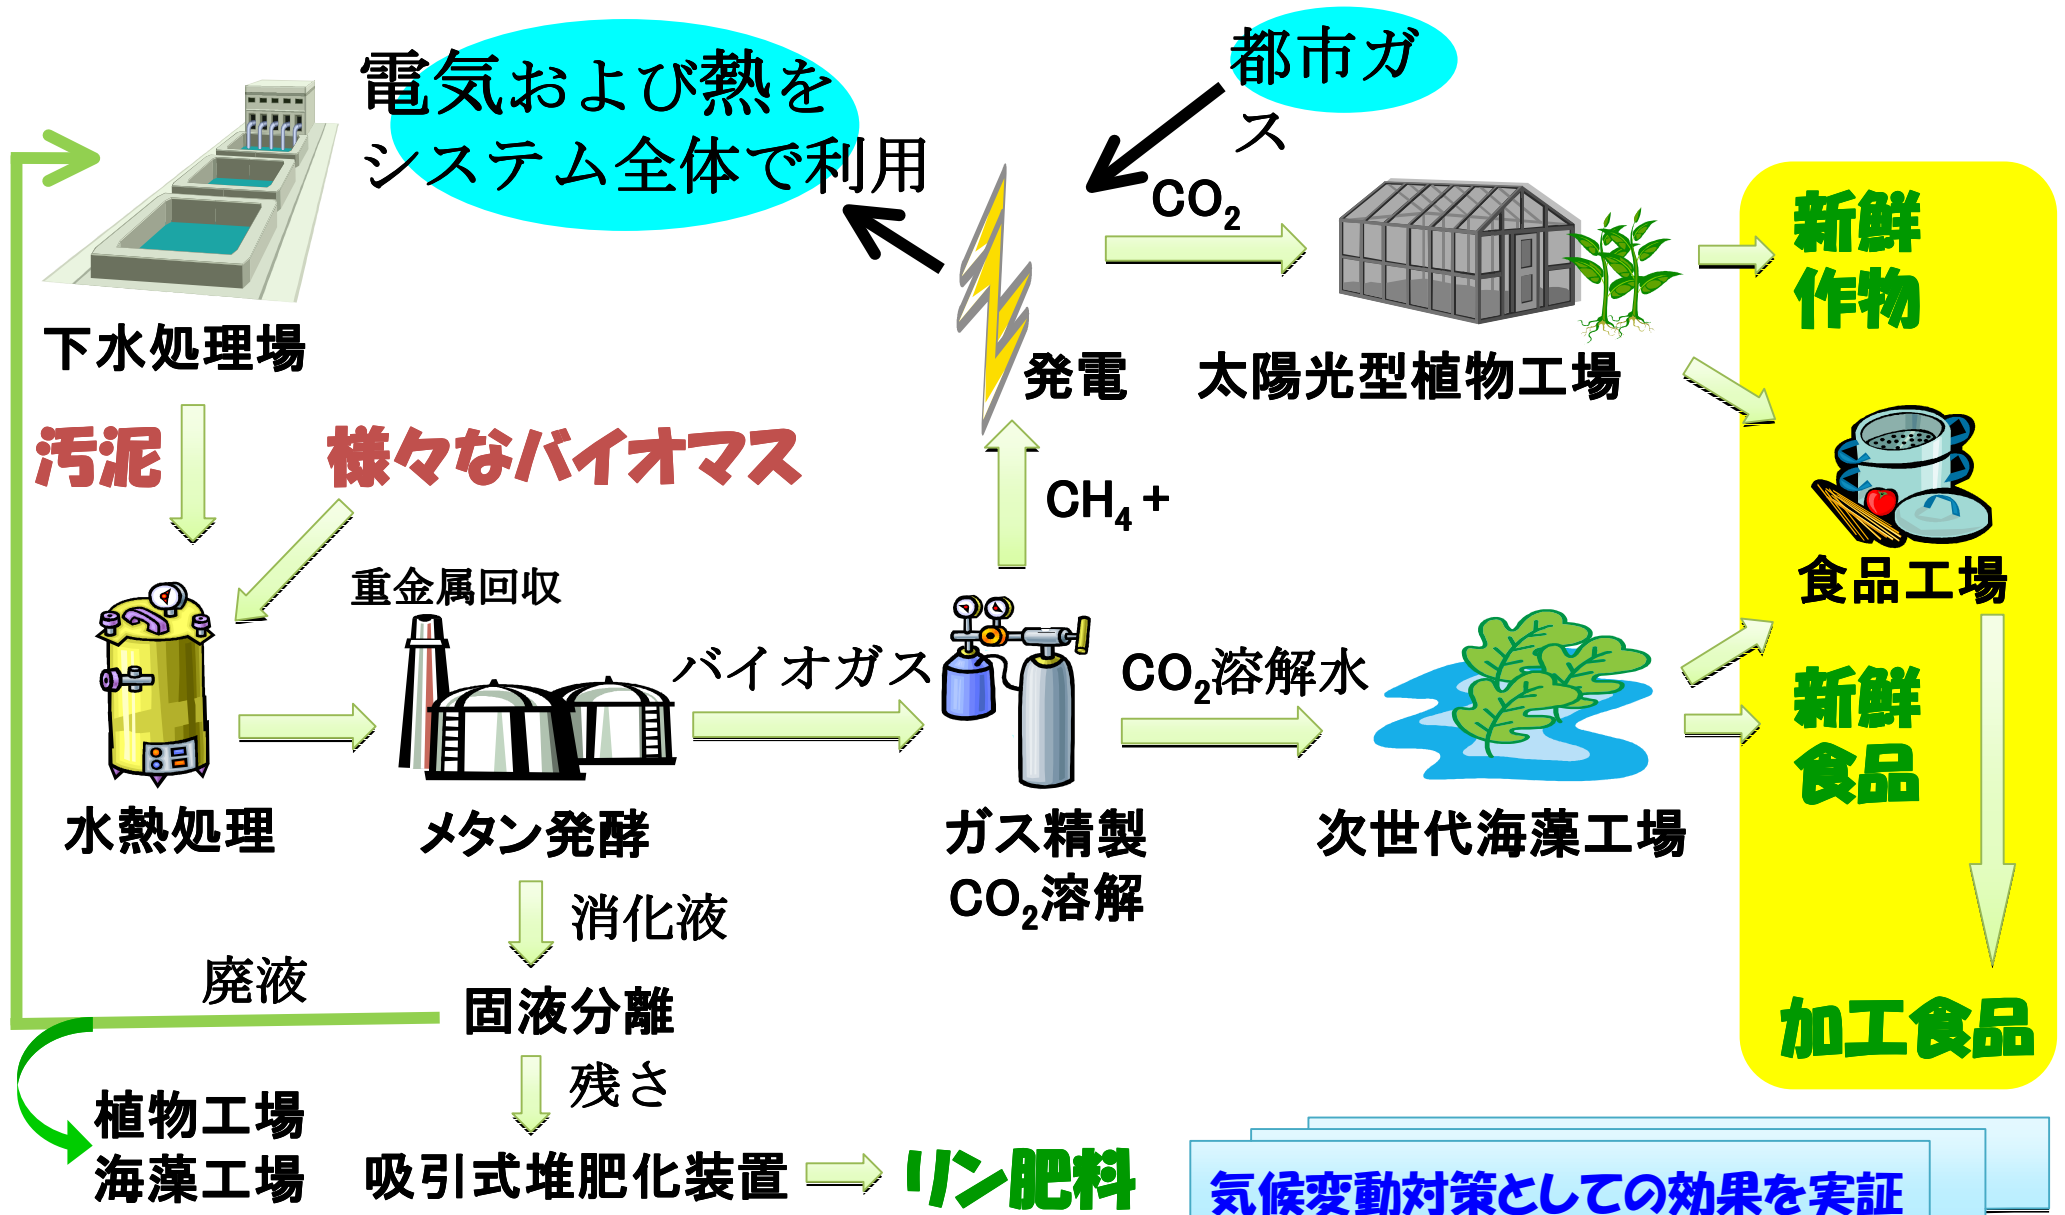 電気および熱を
システム全体で利用
都市ガ
ス
CO2
新鮮
作物
下水処理場
発電
太陽光型植物工場
汚泥
様々なバイオマス
CH4 +
重金属回収
食品工場
バイオガス
CO2溶解水
新鮮
食品
水熱処理
メタン発酵
ガス精製
CO2溶解
次世代海藻工場
消化液
廃液
固液分離
加工食品
残さ
植物工場
海藻工場
吸引式堆肥化装置
リン肥料
気候変動対策としての効果を実証